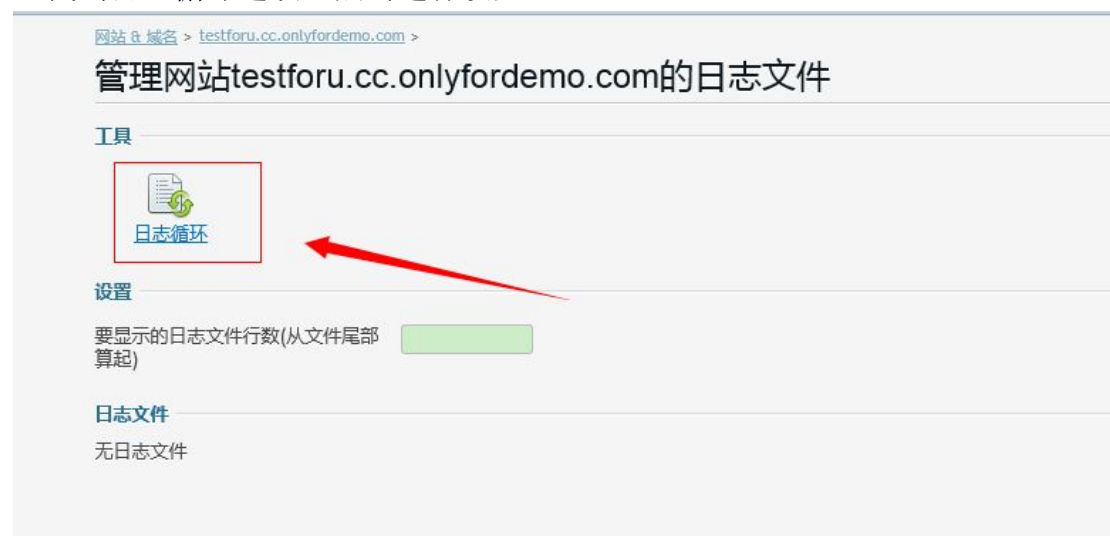 网站 & 域名 > testforu.cc.onlyfordemo.com >
管理网站testforu.cc.onlyfordemo.com的日志文件
工具
日志循环
设置
要显示的日志文件行数(从文件尾部
算起)
日志文件
无日志文件